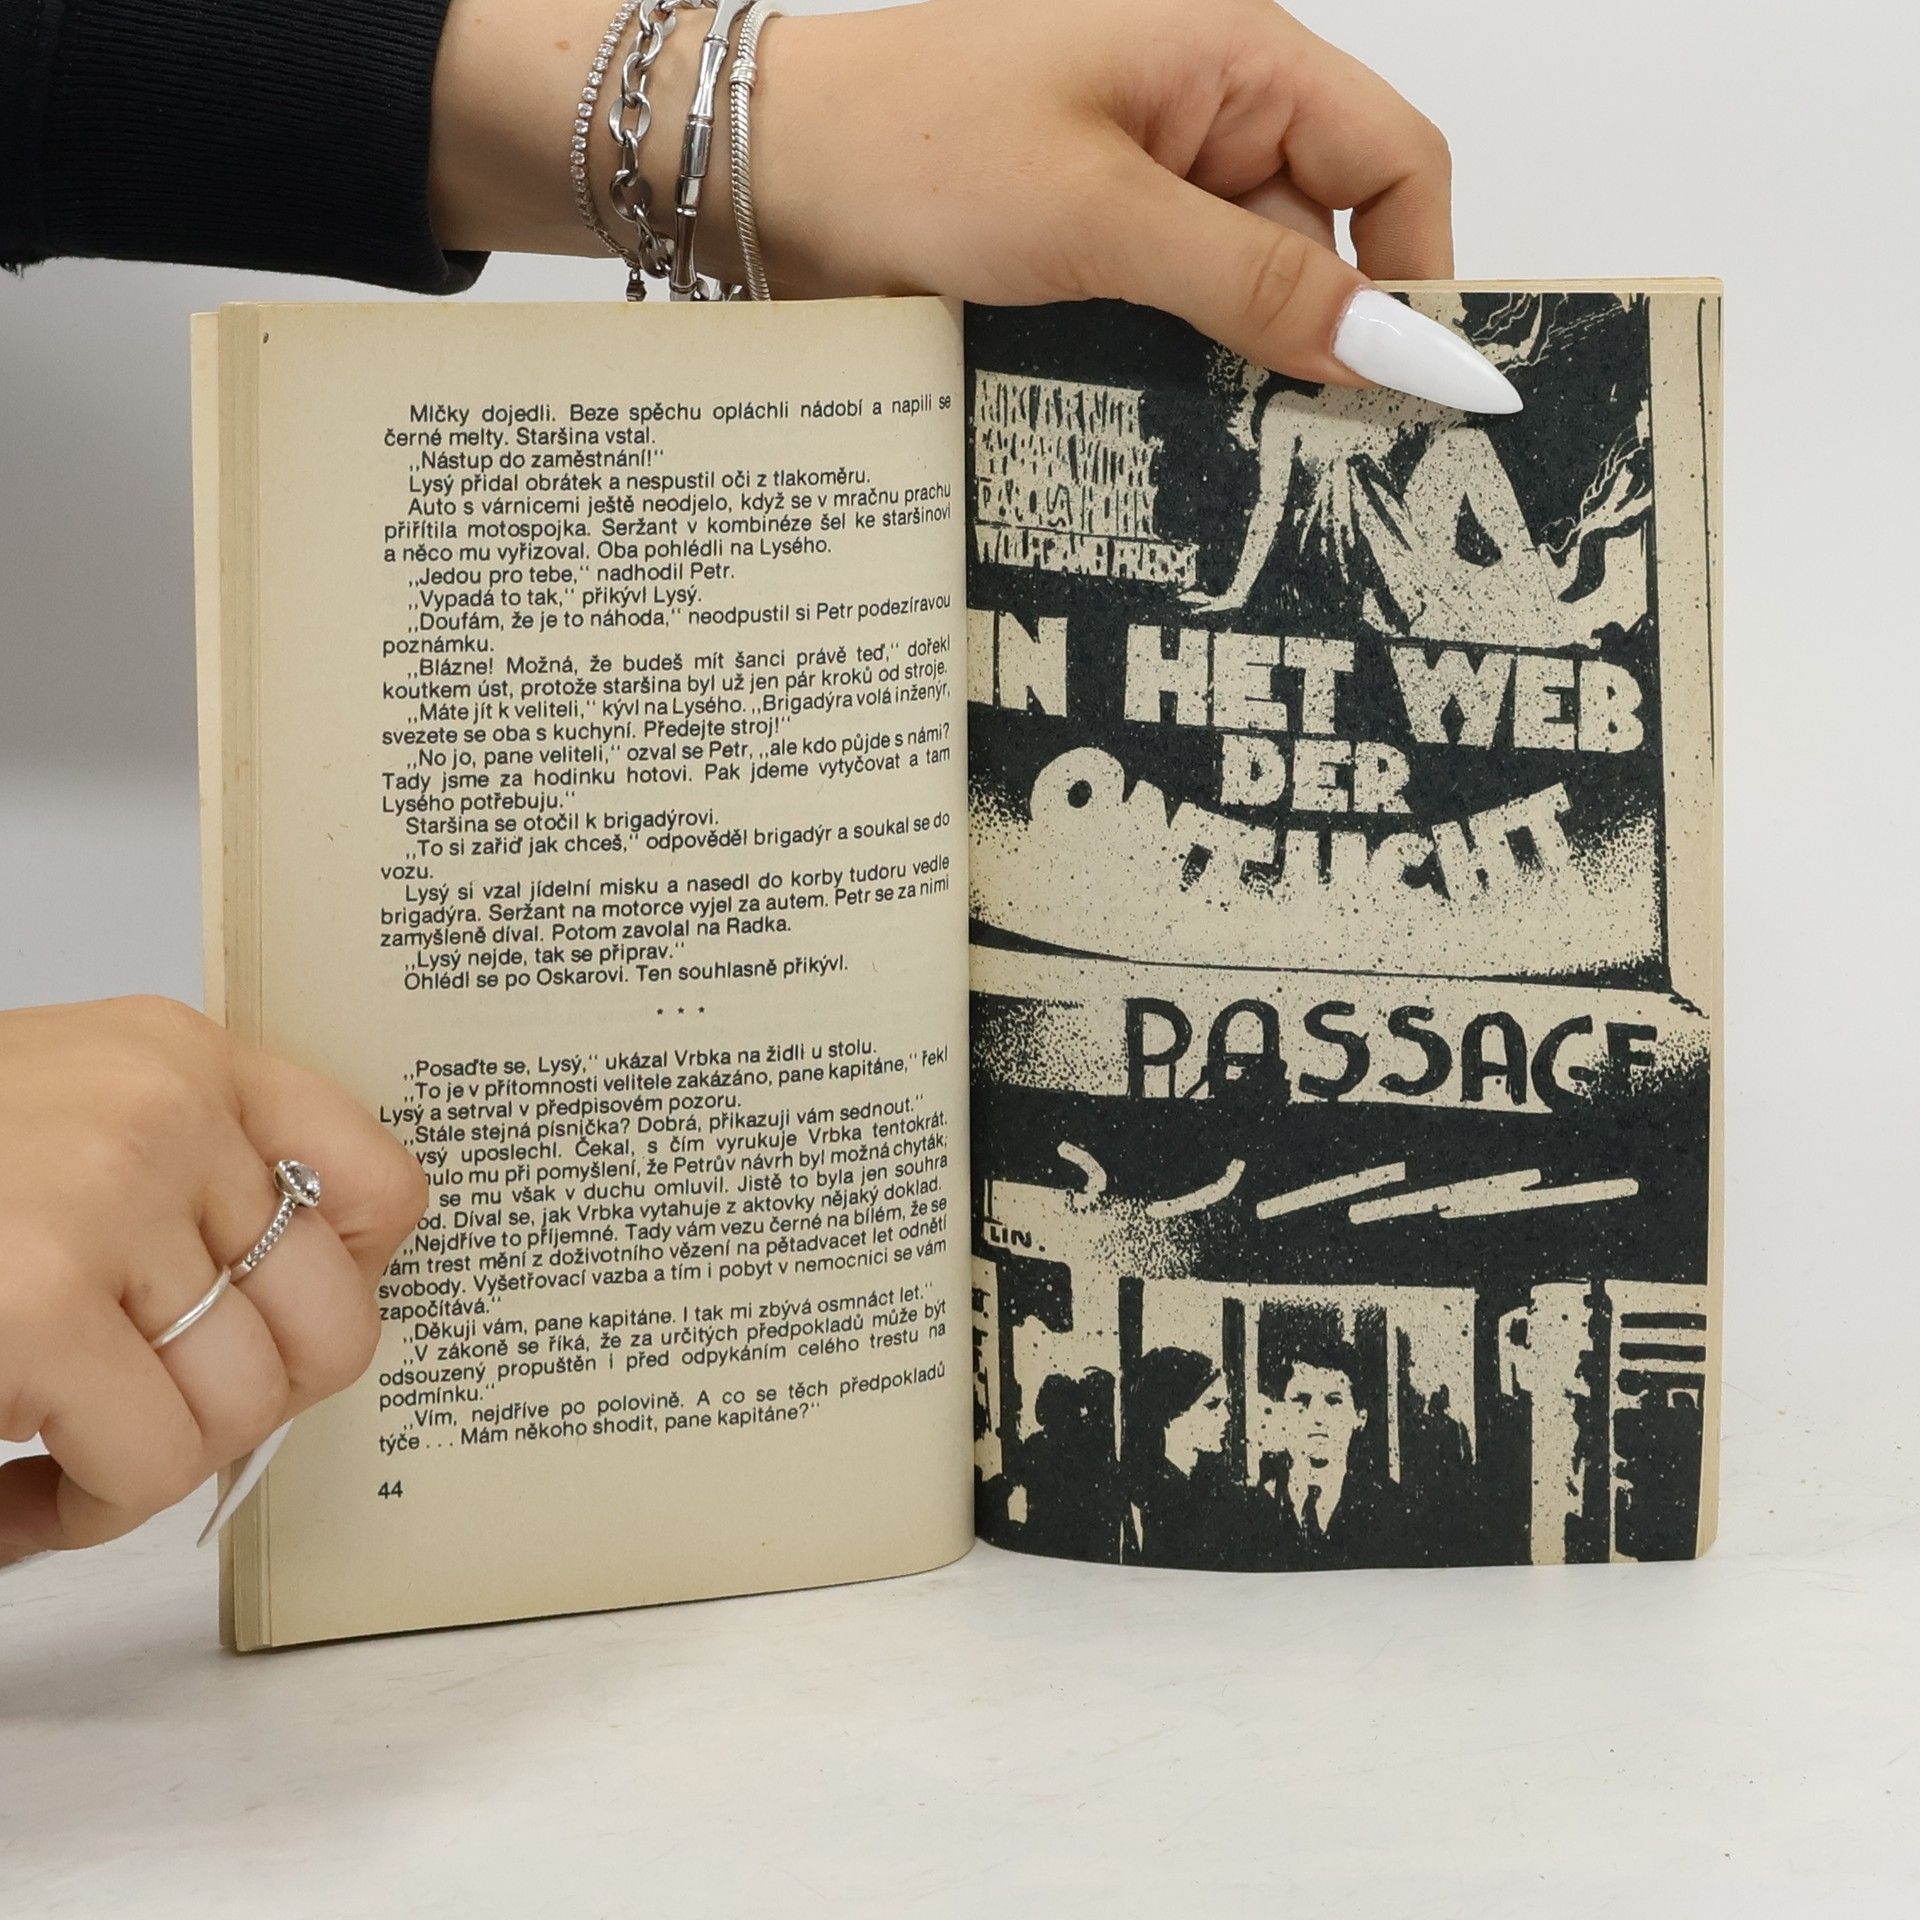 Mlčky dojedli. Beze spěchu opláchli nádobí a napili se
černé melty. Staršina vstal.
„Nástup do zaměstnání!“
Lysý přidal obrátek a nespustil oči z tlakoměru.
Auto s várnicemi ještě neodjelo, když se v mračnu prachu
přiřítila motospojka. Seržant v kombinéze šel ke staršinovi
a něco mu vyřizoval. Oba pohlédli na Lysého.
„Jedou pro tebe,“ nadhodil Petr.
„Vypadá to tak,“ přikývl Lysý.
„Doufám, že je to náhoda,“ neodpustil si Petr podezíravou
poznámku.
„Blázne! Možná, že budeš mít šanci právě teď,“ dořekl
koutkem úst, protože staršina byl už jen pár kroků od stroje.
„Máte jít k veliteli,“ kývl na Lysého. „Brigadýra volá inženýr,
svezete se oba s kuchyní. Předejte stroj!“
„No jo, pane veliteli,“ ozval se Petr, „ale kdo půjde s námi?
Tady jsme za hodinku hotovi. Pak jdeme vytyčovat a tam
Lysého potřebuju.“
Staršina se otočil k brigadýrovi.
„To si zařiď jak chceš,“ odpověděl brigadýr a soukal se do
vozu.
Lysý si vzal jídelní misku a nasedl do korby tudoru vedle
brigadýra. Seržant na motorce vyjel za autem. Petr se za nimi
zamyšleně díval. Potom zavolal na Radka.
„Lysý nejde, tak se připrav.“
Ohlédl se po Oskarovi. Ten souhlasně přikývl.
* * *
„Posaďte se, Lysý,“ ukázal Vrbka na židli u stolu.
„To je v přítomnosti velitele zakázáno, pane kapitáne,“ řekl
Lysý a setrval v předpisovém pozoru.
„Stále stejná písnička? Dobrá, přikazuji vám sednout.“
ysý uposlechl. Čekal, s čím vyrukuje Vrbka tentokrát.
nulo mu při pomyšlení, že Petrův návrh byl možná chyták;
se mu však v duchu omluvil. Jistě to byla jen souhra
od. Díval se, jak Vrbka vytahuje z aktovky nějaký doklad.
„Nejdříve to příjemné. Tady vám vezu černé na bílém, že se
vám trest mění z doživotního vězení na pětadvacet let odnětí
svobody. Vyšetřovací vazba a tím i pobyt v nemocnici se vám
započítává.“
„Děkuji vám, pane kapitáne. I tak mi zbývá osmnáct let.“
„V zákoně se říká, že za určitých předpokladů může být
odsouzený propuštěn i před odpykáním celého trestu na
podmínku.“
„Vím, nejdříve po polovině. A co se těch předpokladů
týče . . . Mám někoho shodit, pane kapitáne?“
44
WOLFGANG PREISS
IN HET WEB
DER
ONTUCHT
PASSAGE
LIN.